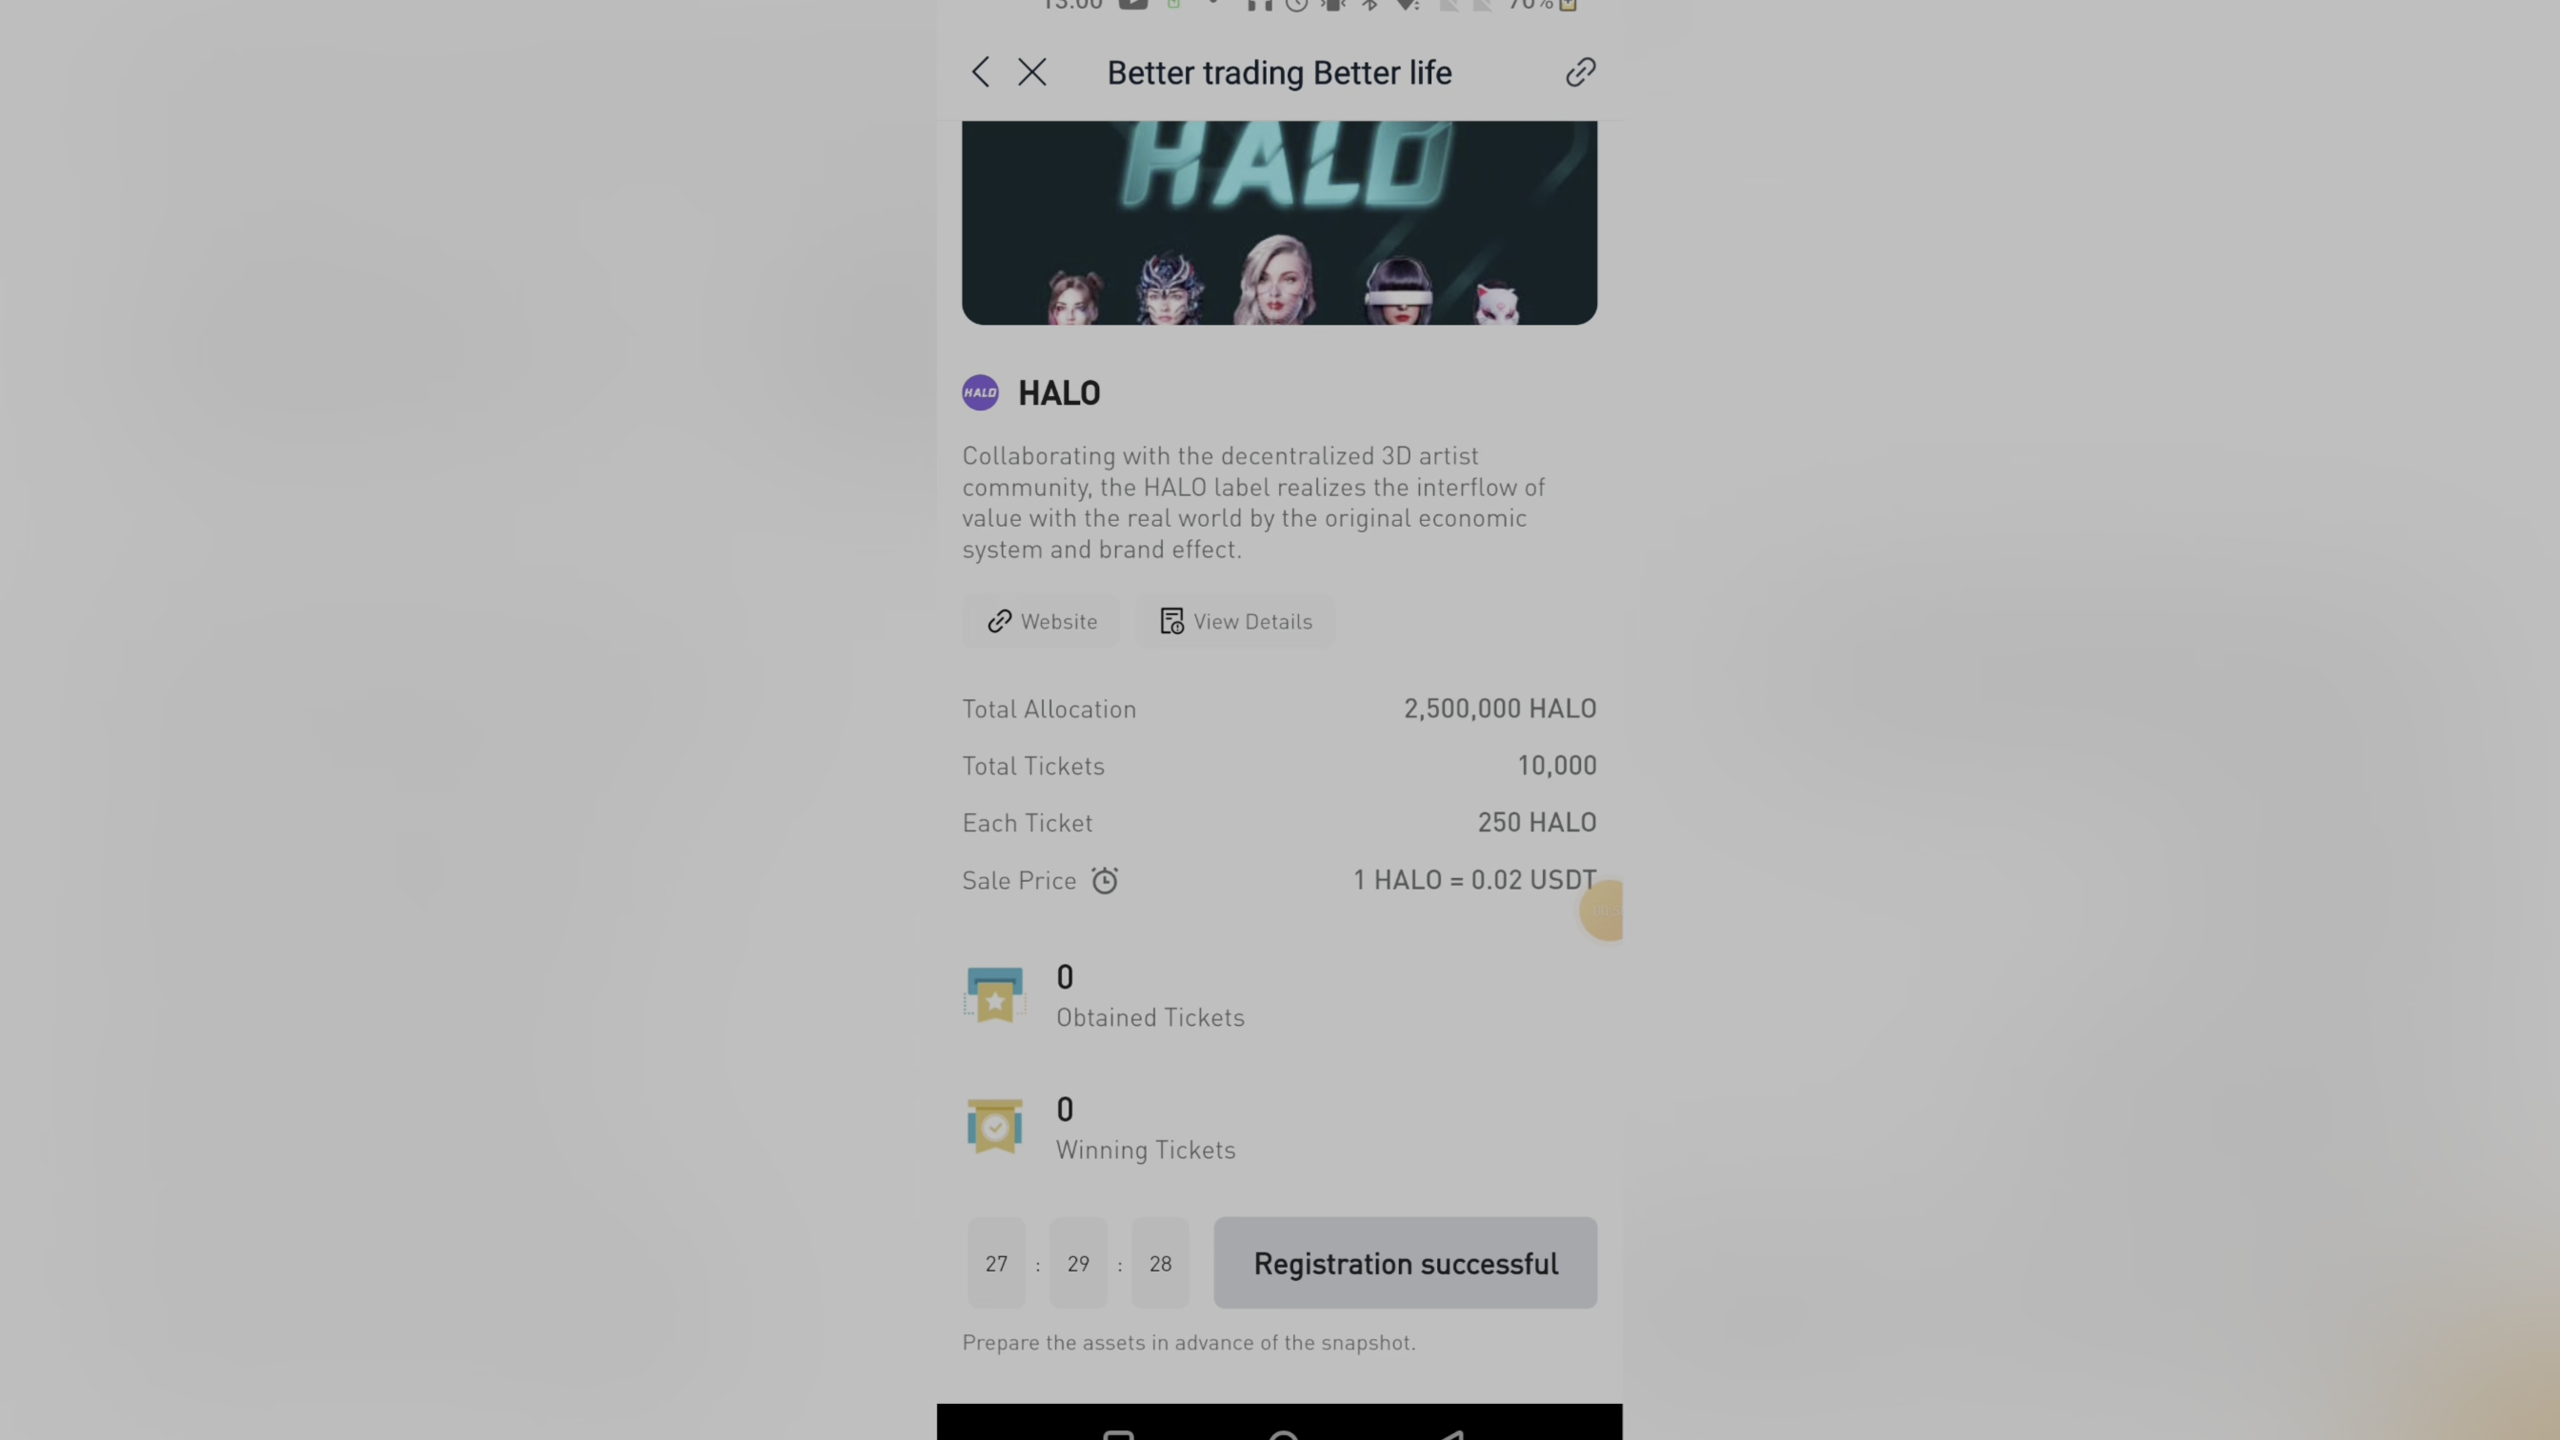 Better trading Better life
HALO
HALO
HALO
Collaborating with the decentralized 3D artist
community, the HALO label realizes the interflow of
value with the real world by the original economic
system and brand effect.
Website
View Details
Total Allocation
2,500,000 HALO
Total Tickets
10,000
Each Ticket
250 HALO
Sale Price
1 HALO = 0.02 USDT
0
Obtained Tickets
0
Winning Tickets
27 : 29 : 28
Registration successful
Prepare the assets in advance of the snapshot.